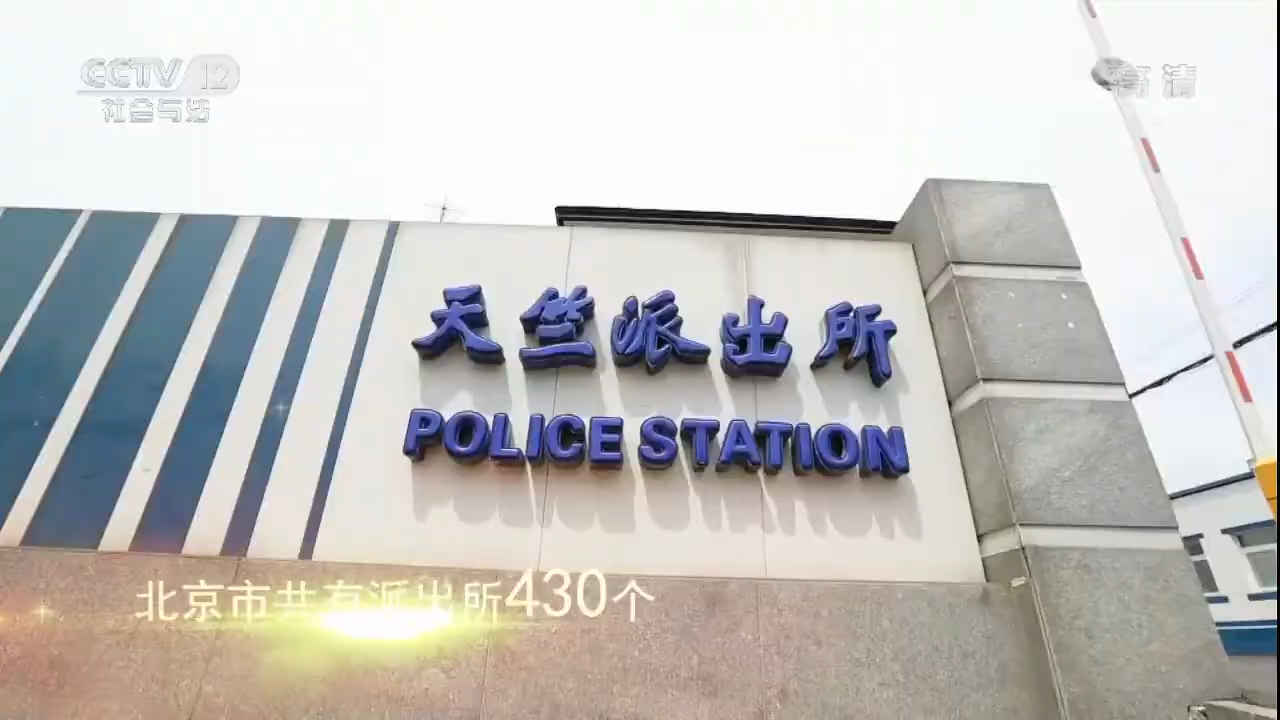 CCTV 12
社会与法
高清
天竺派出所
POLICE STATION
北京市共有派出所430个